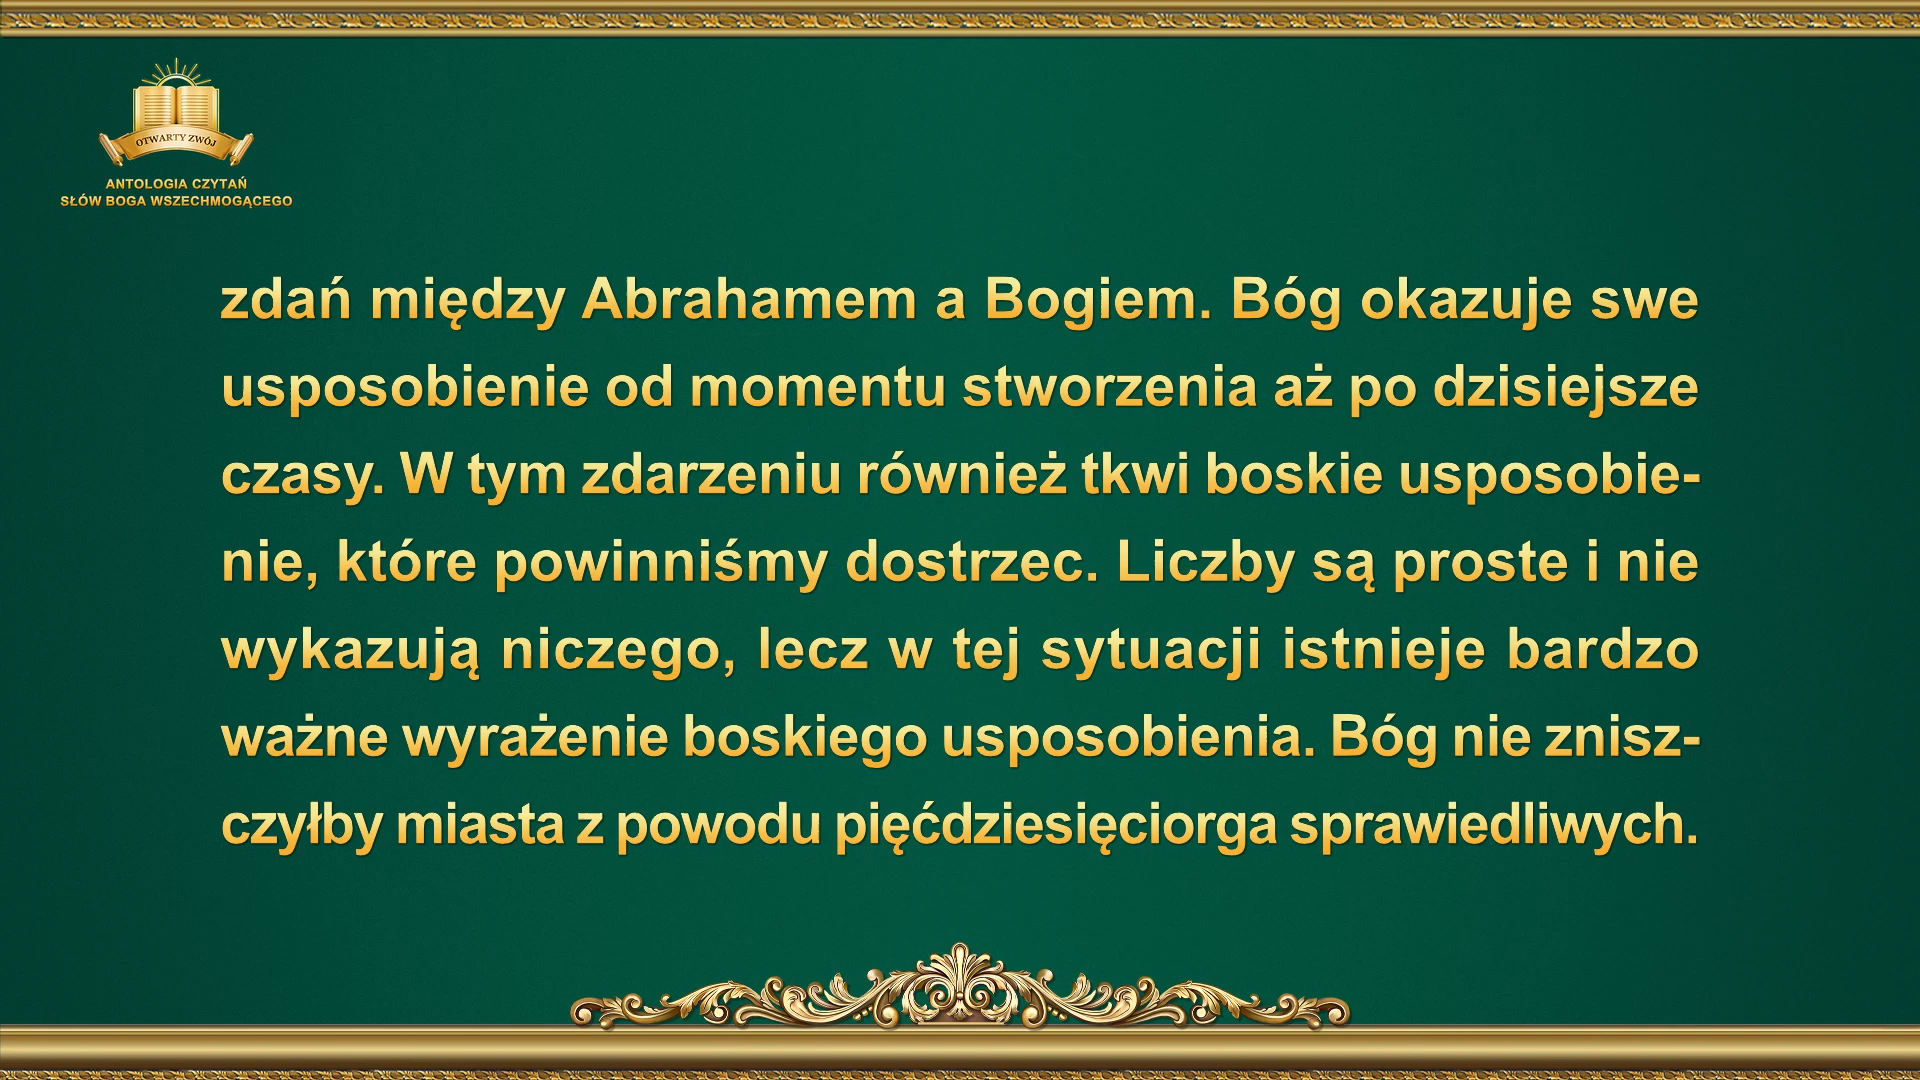 OTWARTY ZWÓJ
ANTOLOGIA CZYTAŃ
SŁÓW BOGA WSZECHMOGĄCEGO
zdań między Abrahamem a Bogiem. Bóg okazuje swe
usposobienie od momentu stworzenia aż po dzisiejsze
czasy. W tym zdarzeniu również tkwi boskie usposobie-
nie, które powinniśmy dostrzec. Liczby są proste i nie
wykazują niczego, lecz w tej sytuacji istnieje bardzo
ważne wyrażenie boskiego usposobienia. Bóg nie znisz-
czyłby miasta z powodu pięćdziesięciorga sprawiedliwych.